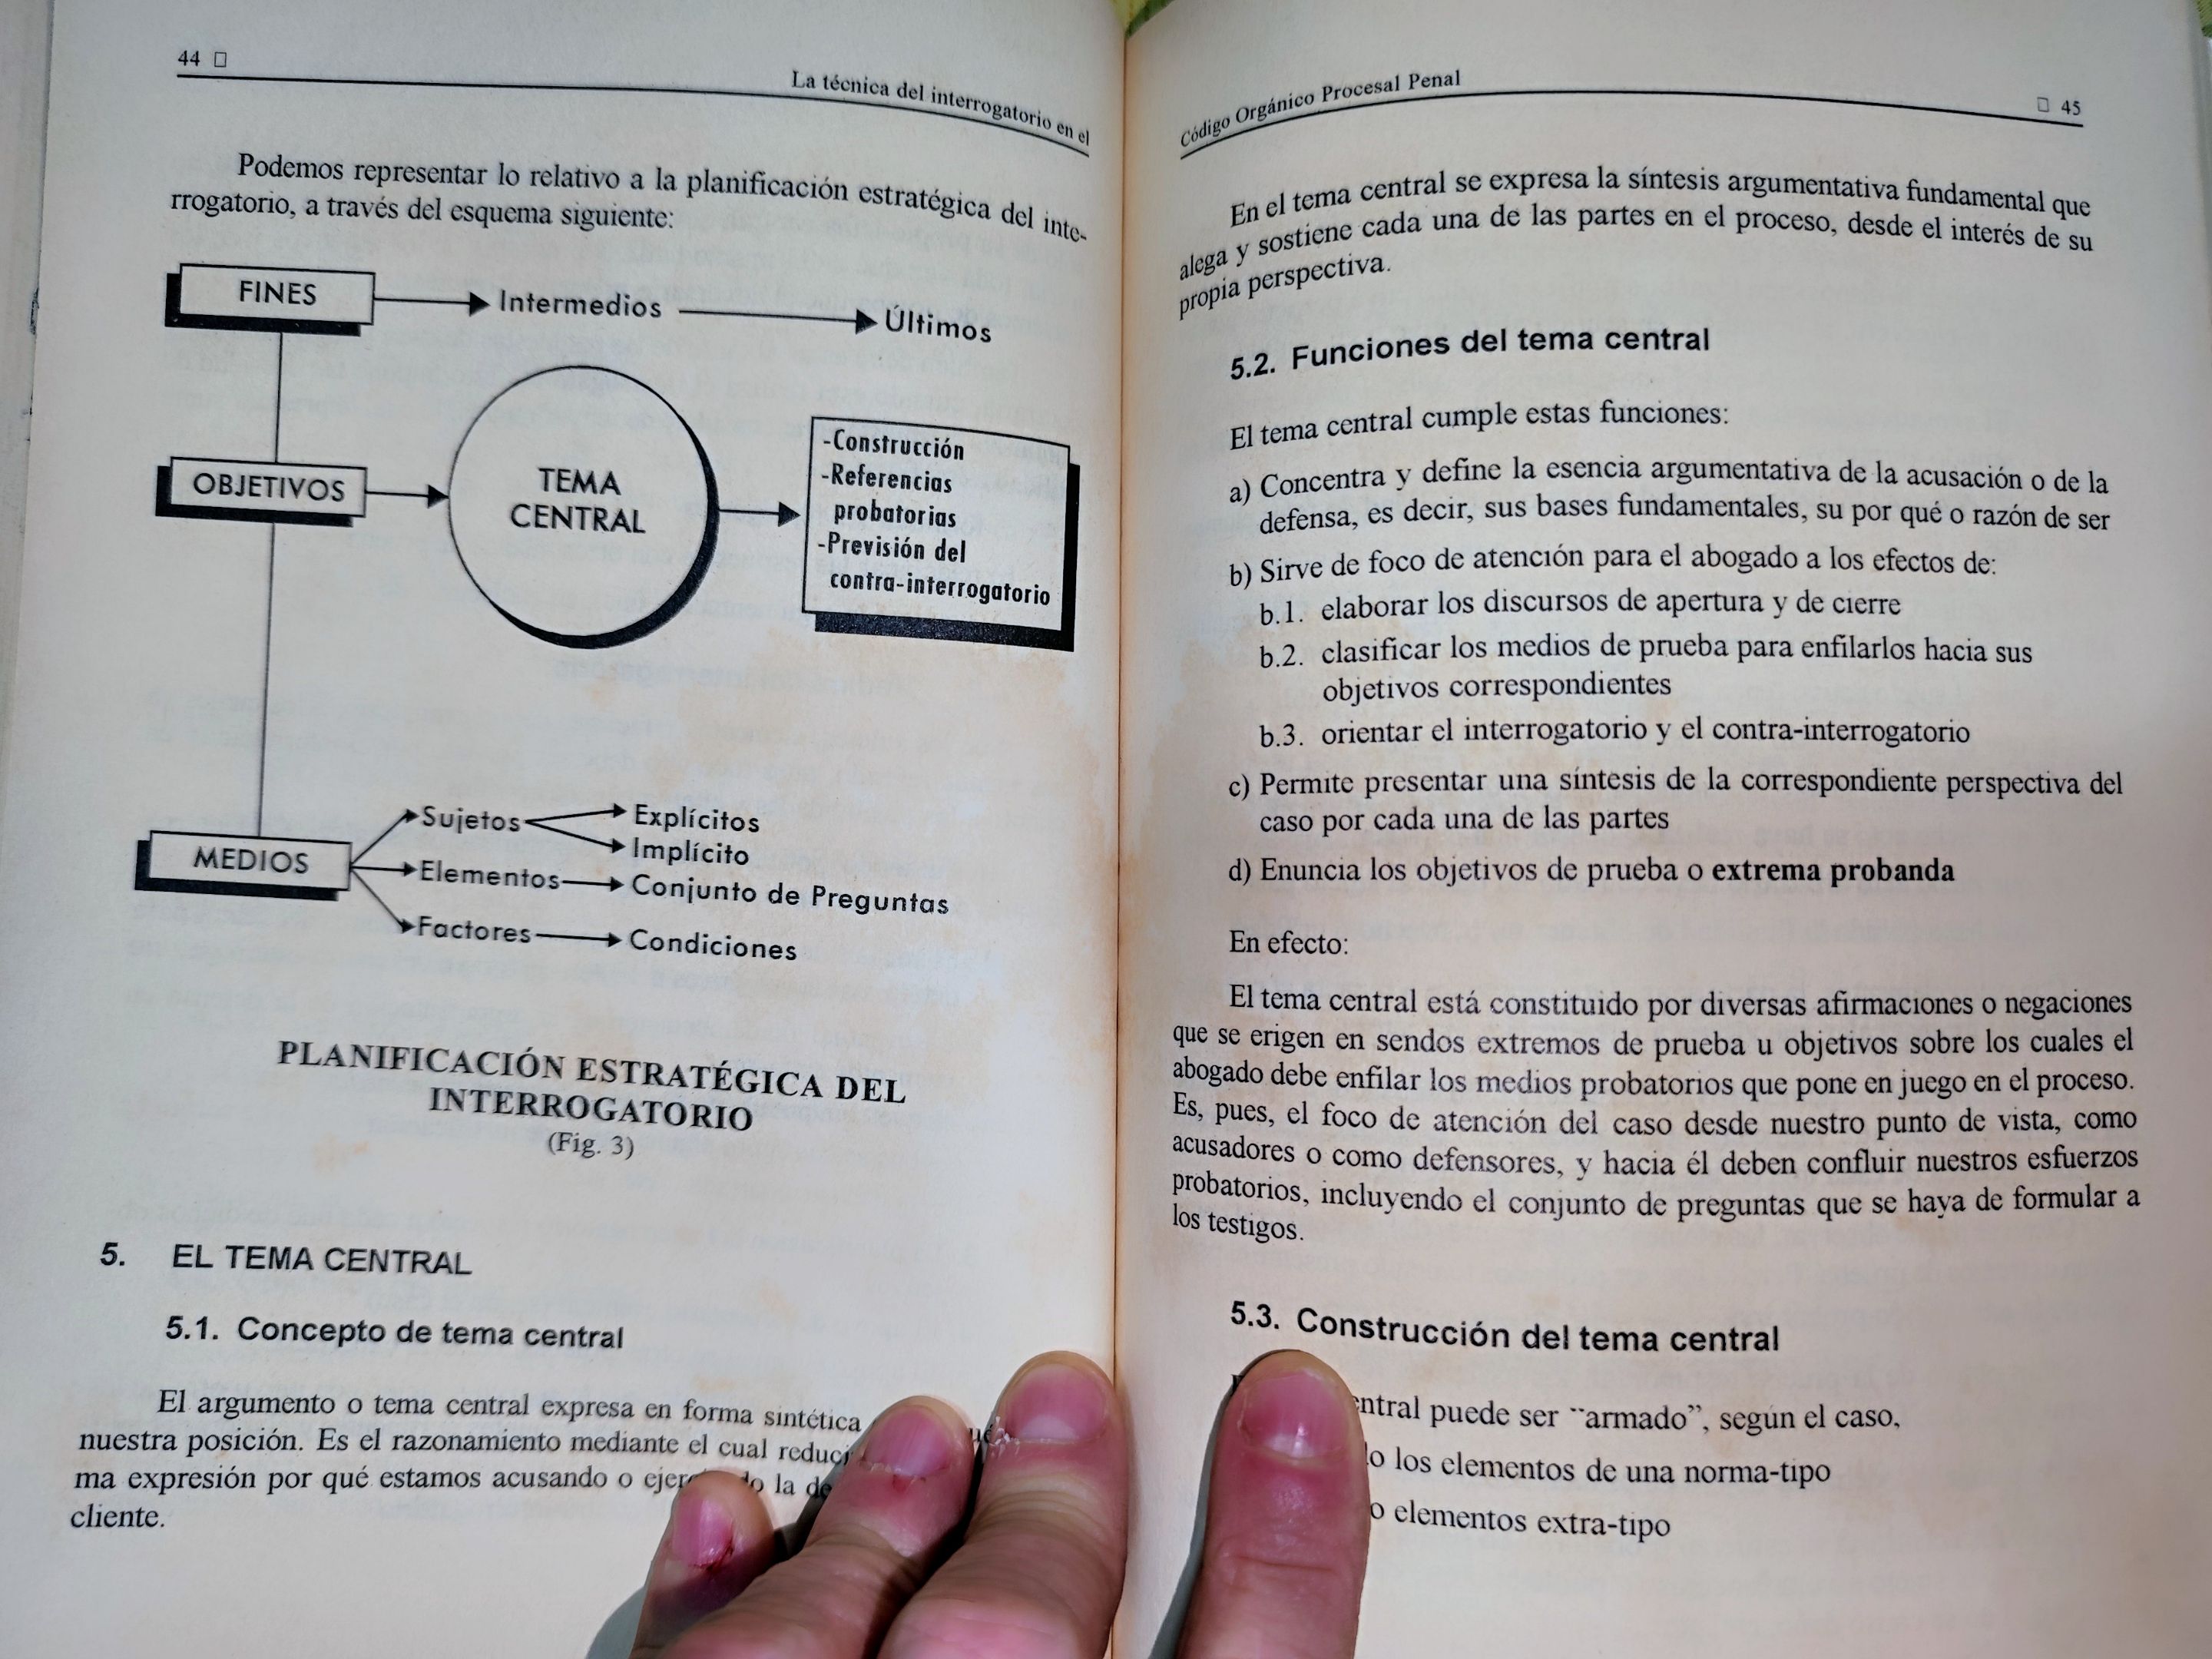 44
La técnica del interrogatorio en el
Podemos representar lo relativo a la planificación estratégica del inte-
rrogatorio, a través del esquema siguiente:
FINES
Intermedios
Últimos
OBJETIVOS
TEMA
CENTRAL
-Construcción
-Referencias
probatorias
-Previsión del
contra-interrogatorio
MEDIOS
Sujetos
Explícitos
Implícito
Elementos
Conjunto de Preguntas
Factores
Condiciones
PLANIFICACIÓN ESTRATÉGICA DEL
INTERROGATORIO
(Fig. 3)
5. EL TEMA CENTRAL
5.1. Concepto de tema central
El argumento o tema central expresa en forma sintética
nuestra posición. Es el razonamiento mediante el cual
ma expresión por qué estamos acusando o la
cliente.
Código Orgánico Procesal Penal
45
En el tema central se expresa la síntesis argumentativa fundamental que
alega y sostiene cada una de las partes en el proceso, desde el interés de su
propia perspectiva.
5.2. Funciones del tema central
El tema central cumple estas funciones:
a) Concentra y define la esencia argumentativa de la acusación o de la
defensa, es decir, sus bases fundamentales, su por qué o razón de ser
b) Sirve de foco de atención para el abogado a los efectos de:
b.1. elaborar los discursos de apertura y de cierre
b.2. clasificar los medios de prueba para enfilarlos hacia sus
objetivos correspondientes
b.3. orientar el interrogatorio y el contra-interrogatorio
c) Permite presentar una síntesis de la correspondiente perspectiva del
caso por cada una de las partes
d) Enuncia los objetivos de prueba o extrema probanda
En efecto:
El tema central está constituido por diversas afirmaciones o negaciones
que se erigen en sendos extremos de prueba u objetivos sobre los cuales el
abogado debe enfilar los medios probatorios que pone en juego en el proceso.
Es, pues, el foco de atención del caso desde nuestro punto de vista, como
acusadores o como defensores, y hacia él deben confluir nuestros esfuerzos
probatorios, incluyendo el conjunto de preguntas que se haya de formular a
los testigos.
5.3. Construcción del tema central
puede ser "armado", según el caso,
los elementos de una norma-tipo
elementos extra-tipo